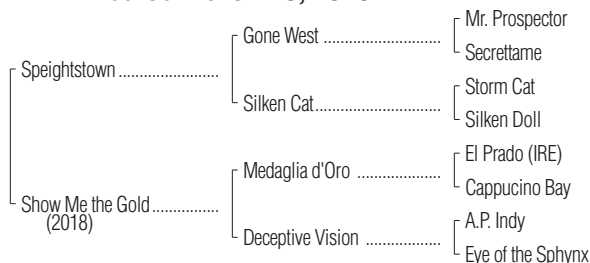 Mr. Prospector
Gone West
Secrettame
Speightstown
Storm Cat
Silken Cat
Silken Doll
El Prado (IRE)
Medaglia d'Oro
Cappucino Bay
Show Me the Gold
(2018)
A.P. Indy
Deceptive Vision
Eye of the Sphynx